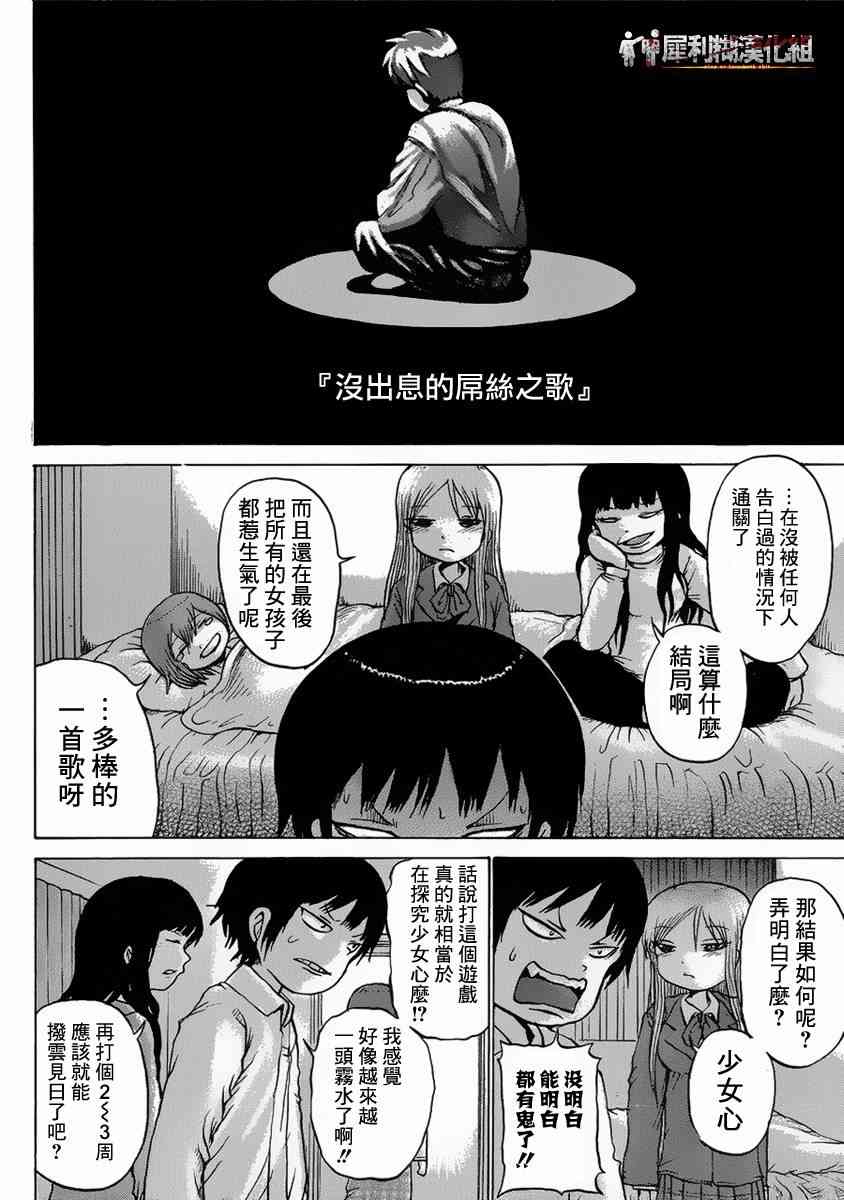 犀利擬漢化組
『沒出息的屌絲之歌』
…在沒被任何人
告白過的情況下
通關了
這算什麼
結局啊
而且還在最後
把所有的女孩子
都惹生氣了呢
…多棒的
一首歌呀
那結果如何呢?
弄明白了麼?
少女心
没明白
能明白
都有鬼了!!
話說打這個遊戲
真的就相當於
在探究少女心麼!?
我感覺
好像越來越
一頭霧水了啊!!
再打個2~3周
應該就能
撥雲見日了吧?